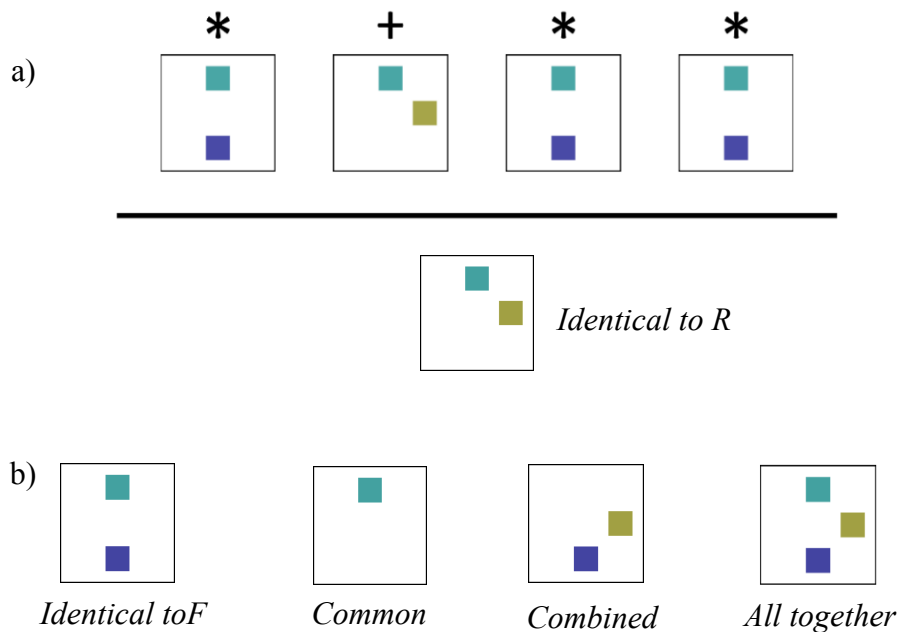 * + * *
a)
Identical to R
b)
Identical toF Common Combined All together